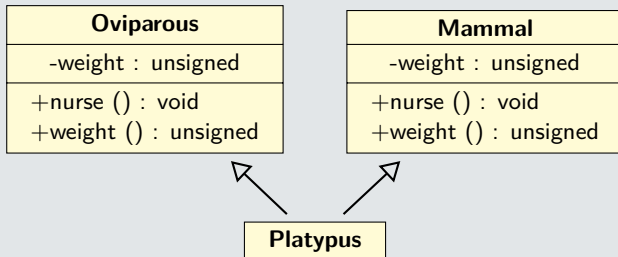 Oviparous
-weight : unsigned
+nurse () : void
+weight () : unsigned
Mammal
-weight : unsigned
+nurse () : void
+weight () : unsigned
Platypus